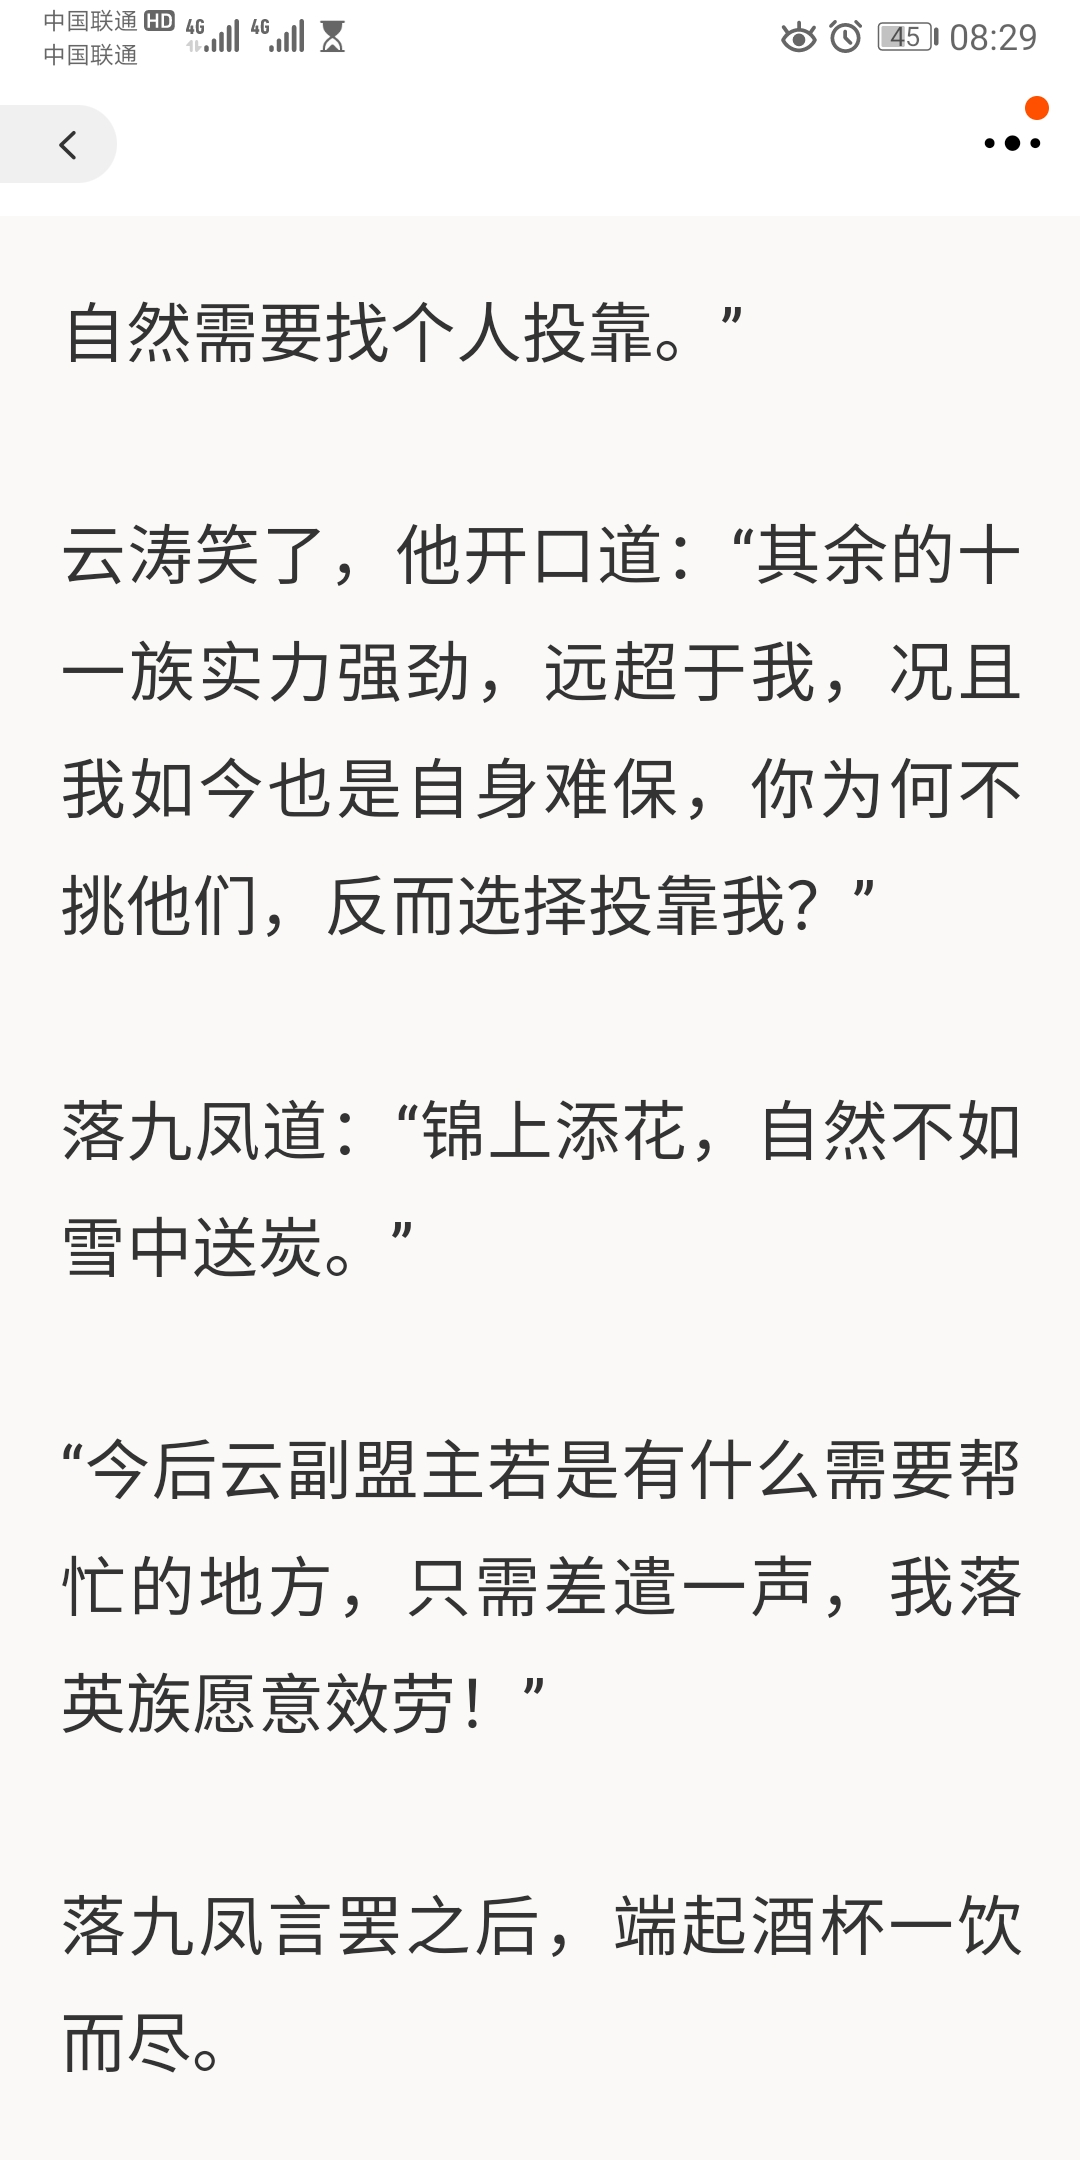 中国联通 HD 4G 4G 45 08:29
中国联通
自然需要找个人投靠。”
云涛笑了，他开口道：“其余的十
一族实力强劲，远超于我，况且
我如今也是自身难保，你为何不
挑他们，反而选择投靠我？”
落九凤道：“锦上添花，自然不如
雪中送炭。”
“今后云副盟主若是有什么需要帮
忙的地方，只需差遣一声，我落
英族愿意效劳！”
落九凤言罢之后，端起酒杯一饮
而尽。